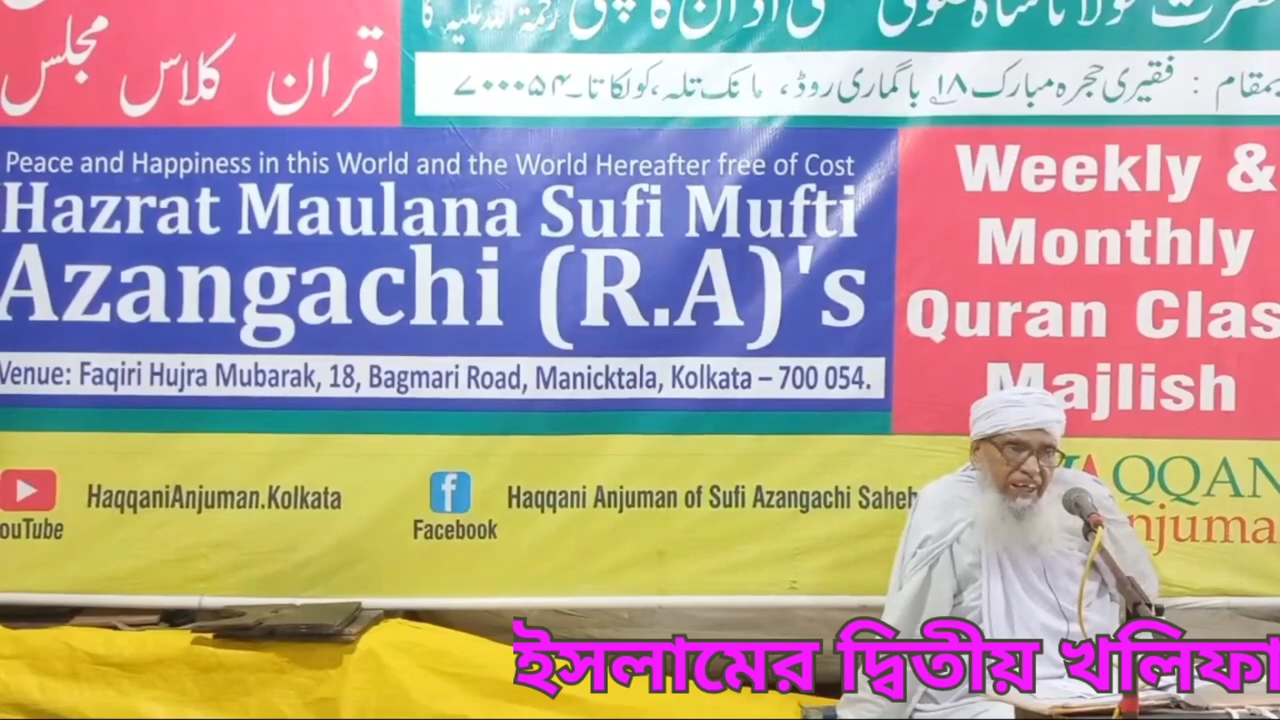 قران کلاس مجلس
بمقام : فقیری حجرہ مبارک ۱۸ باگماری روڈ، مانک تلہ، کولکاتا۔۷۰۰۰۵۴
Peace and Happiness in this World and the World Hereafter free of Cost
Hazrat Maulana Sufi Mufti
Azangachi (R.A)'s
Venue: Faqiri Hujra Mubarak, 18, Bagmari Road, Manicktala, Kolkata – 700 054.
Weekly &
Monthly
Quran Clas
Majlish
ouTube
HaqqaniAnjuman.Kolkata
Facebook
Haqqani Anjuman of Sufi Azangachi Saheb
AQQAN
njuma
ইসলামের দ্বিতীয় খলিফা